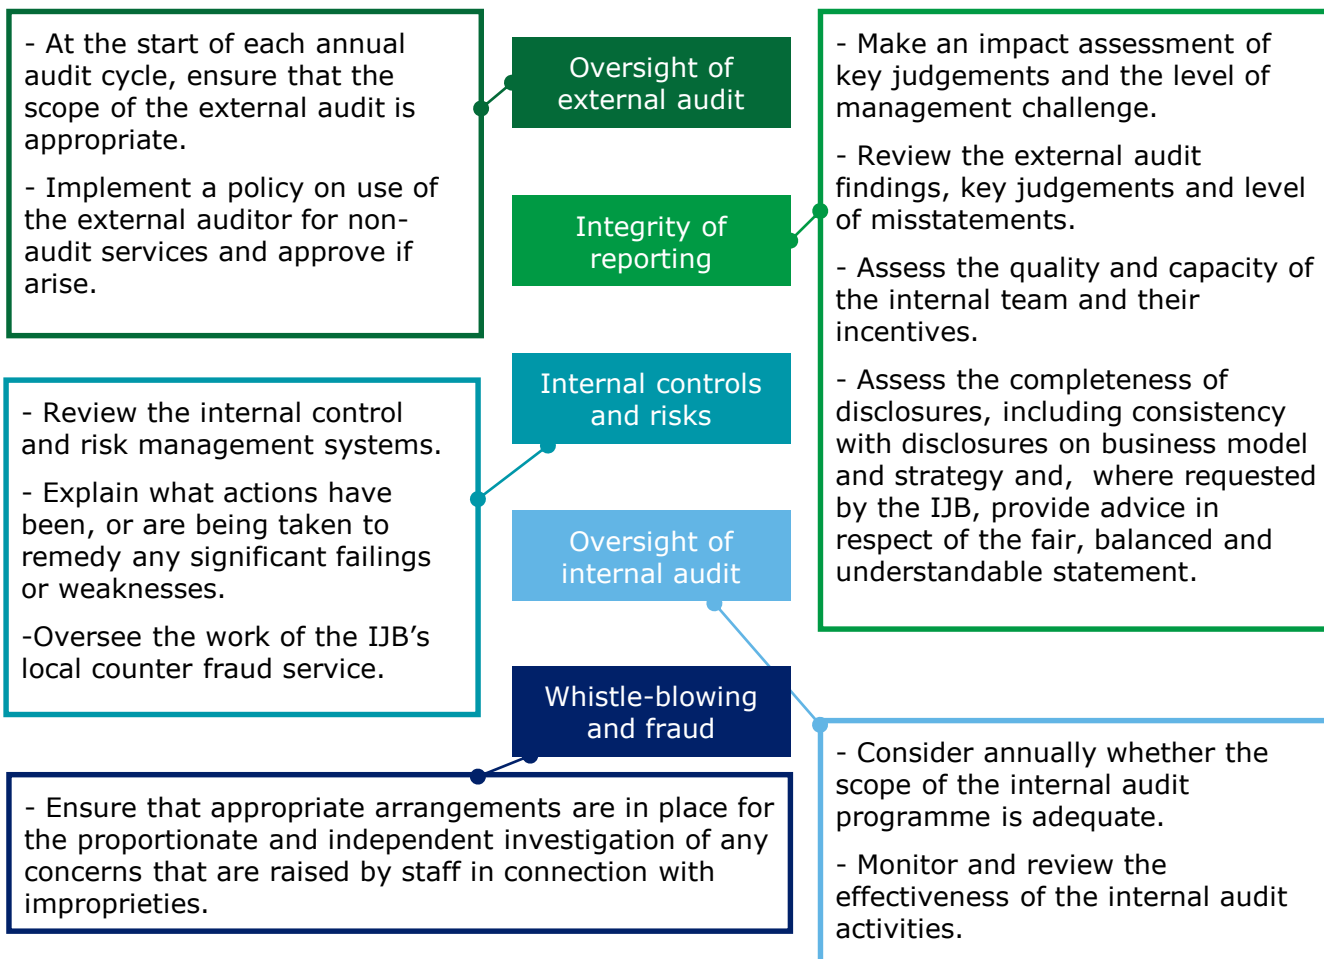 - At the start of each annual
audit cycle, ensure that the
scope of the external audit is
appropriate.
- Implement a policy on use of
the external auditor for non-
audit services and approve if
arise.
Oversight of
external audit
Integrity of
reporting
- Make an impact assessment of
key judgements and the level of
management challenge.
- Review the external audit
findings, key judgements and level
of misstatements.
- Assess the quality and capacity of
the internal team and their
incentives.
- Assess the completeness of
disclosures, including consistency
with disclosures on business model
and strategy and, where requested
by the IJB, provide advice in
respect of the fair, balanced and
understandable statement.
Internal controls
and risks
- Review the internal control
and risk management systems.
- Explain what actions have
been, or are being taken to
remedy any significant failings
or weaknesses.
-Oversee the work of the IJB’s
local counter fraud service.
Oversight of
internal audit
- Consider annually whether the
scope of the internal audit
programme is adequate.
- Monitor and review the
effectiveness of the internal audit
activities.
Whistle-blowing
and fraud
- Ensure that appropriate arrangements are in place for
the proportionate and independent investigation of any
concerns that are raised by staff in connection with
improprieties.